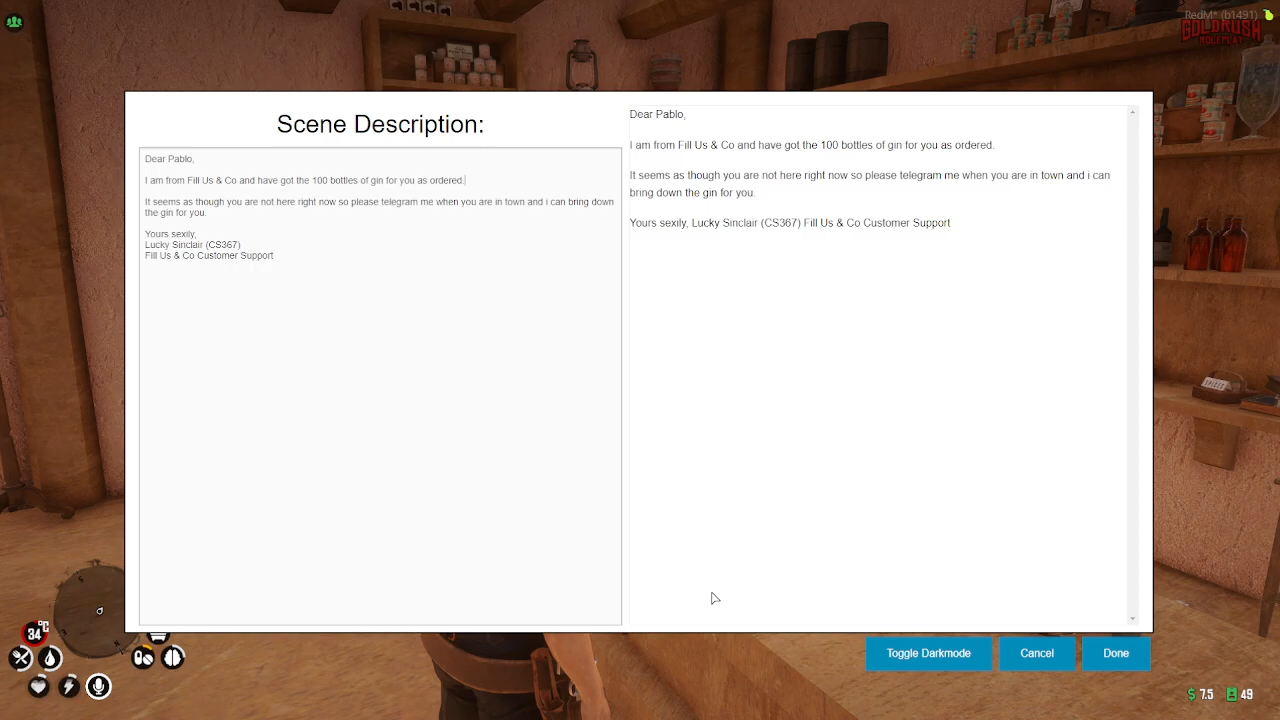 RedM* (b1491)
GOLDRUSH
ROLEPLAY
Scene Description:
Dear Pablo,
I am from Fill Us & Co and have got the 100 bottles of gin for you as ordered.
It seems as though you are not here right now so please telegram me when you are in town and i can bring down
the gin for you.
Yours sexily,
Lucky Sinclair (CS367)
Fill Us & Co Customer Support
Dear Pablo,
I am from Fill Us & Co and have got the 100 bottles of gin for you as ordered.
It seems as though you are not here right now so please telegram me when you are in town and i can
bring down the gin for you.
Yours sexily, Lucky Sinclair (CS367) Fill Us & Co Customer Support
Toggle Darkmode
Cancel
Done
SPIRITS
34°C
$ 7.5
49